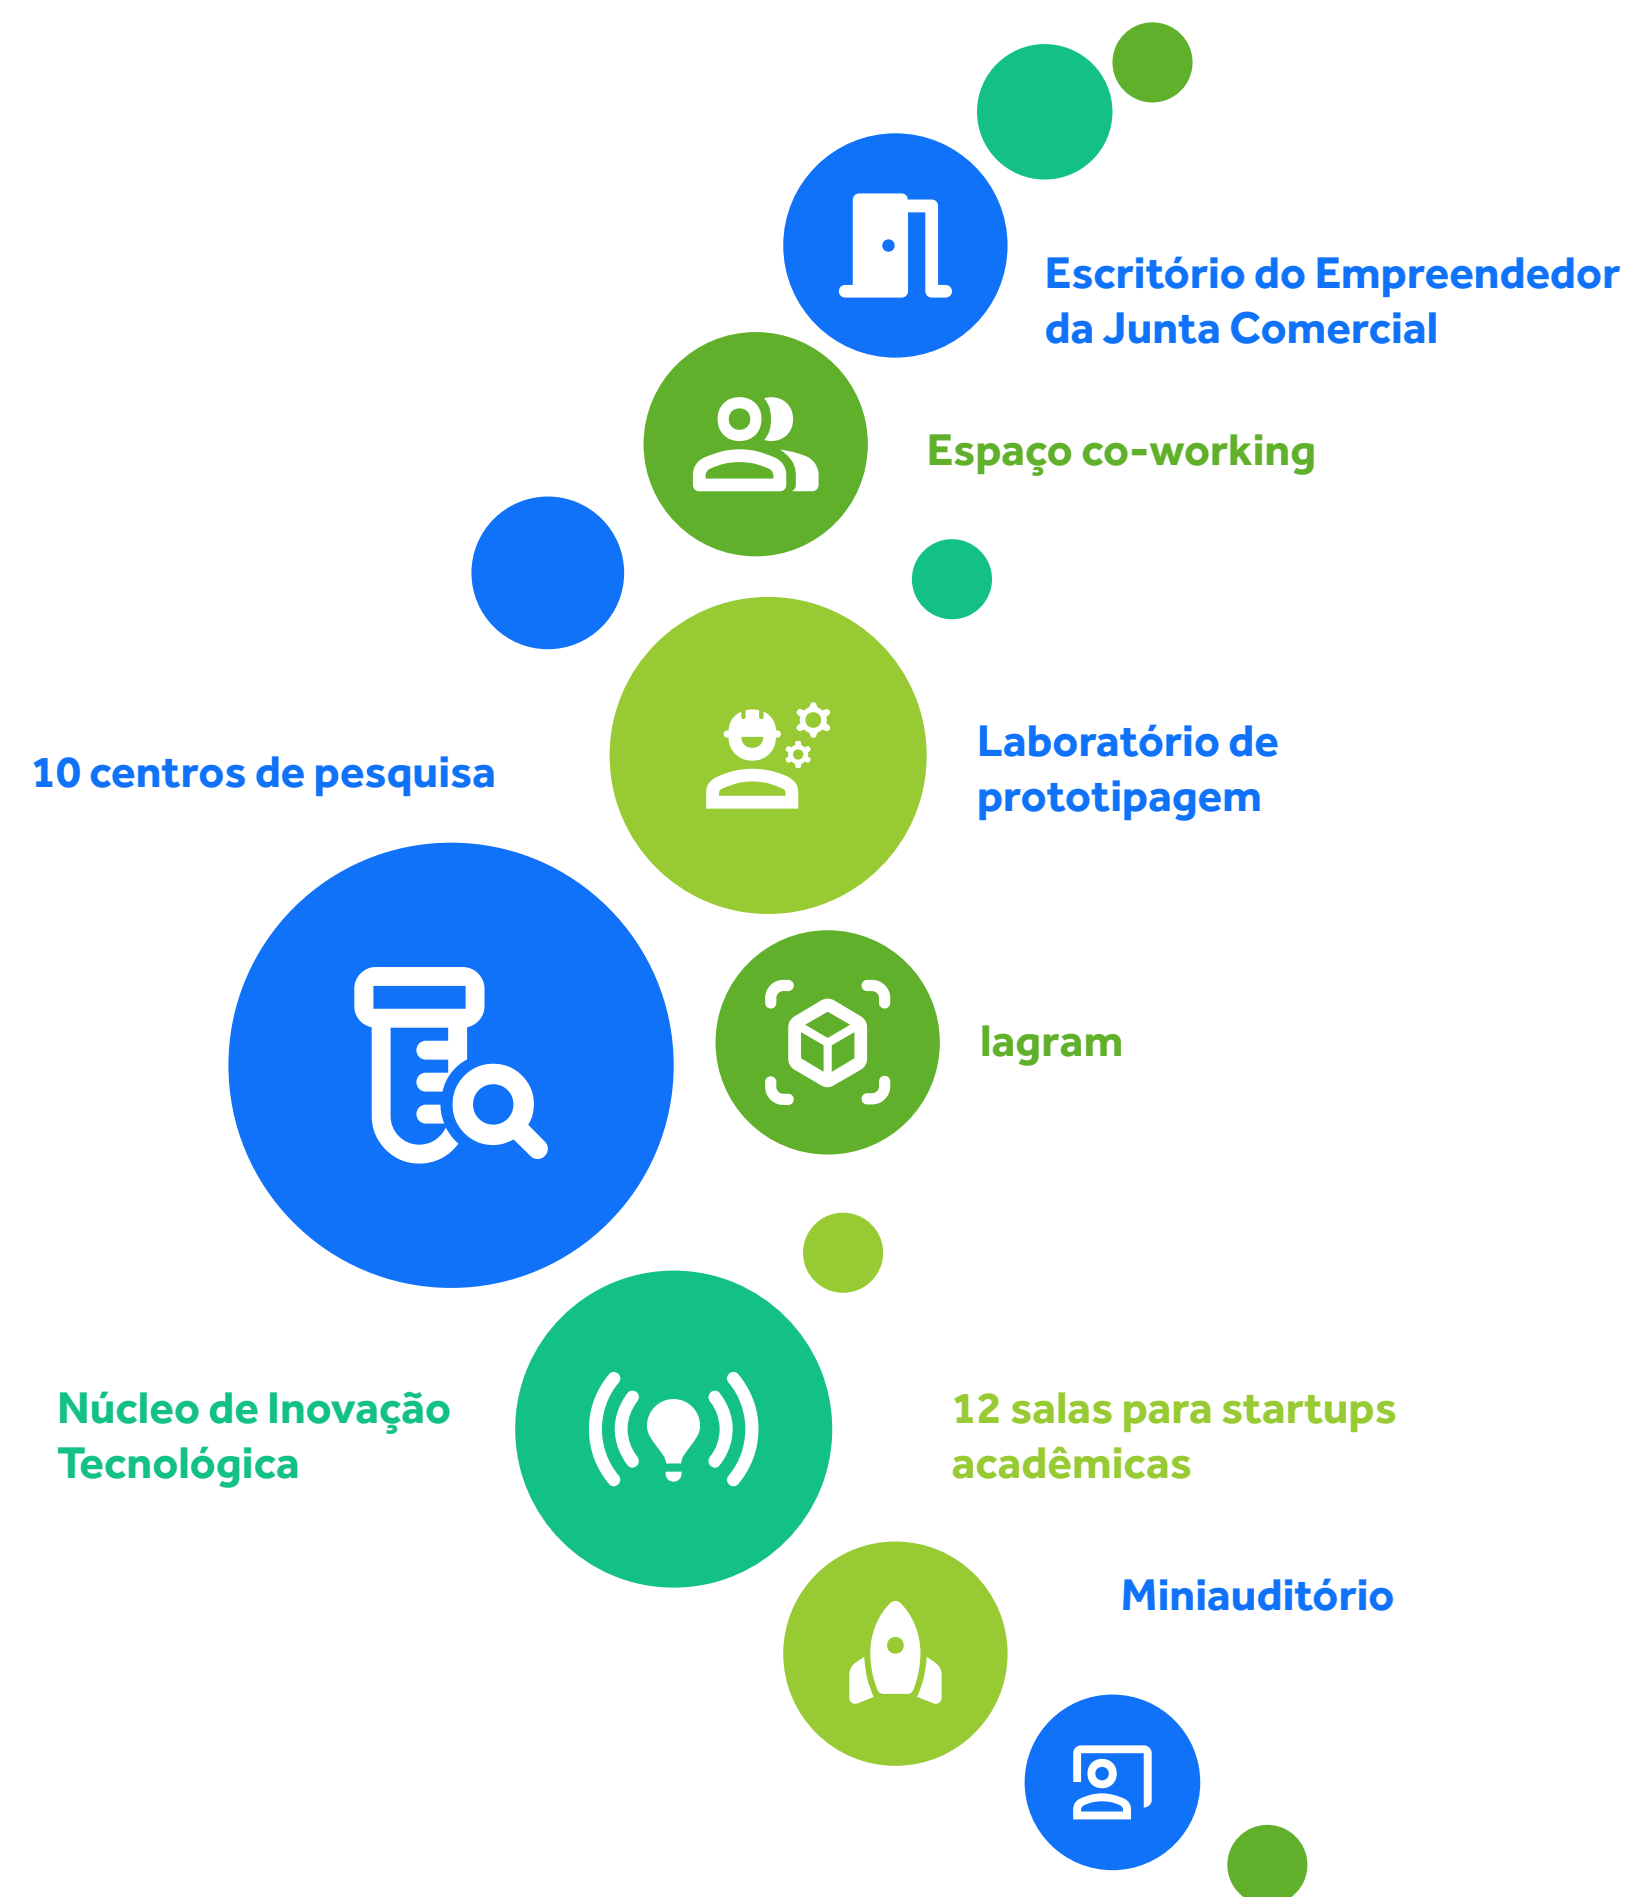 Escritório do Empreendedor
da Junta Comercial
Espaço co-working
Laboratório de
prototipagem
10 centros de pesquisa
lagram
Núcleo de Inovação
Tecnológica
12 salas para startups
acadêmicas
Miniauditório